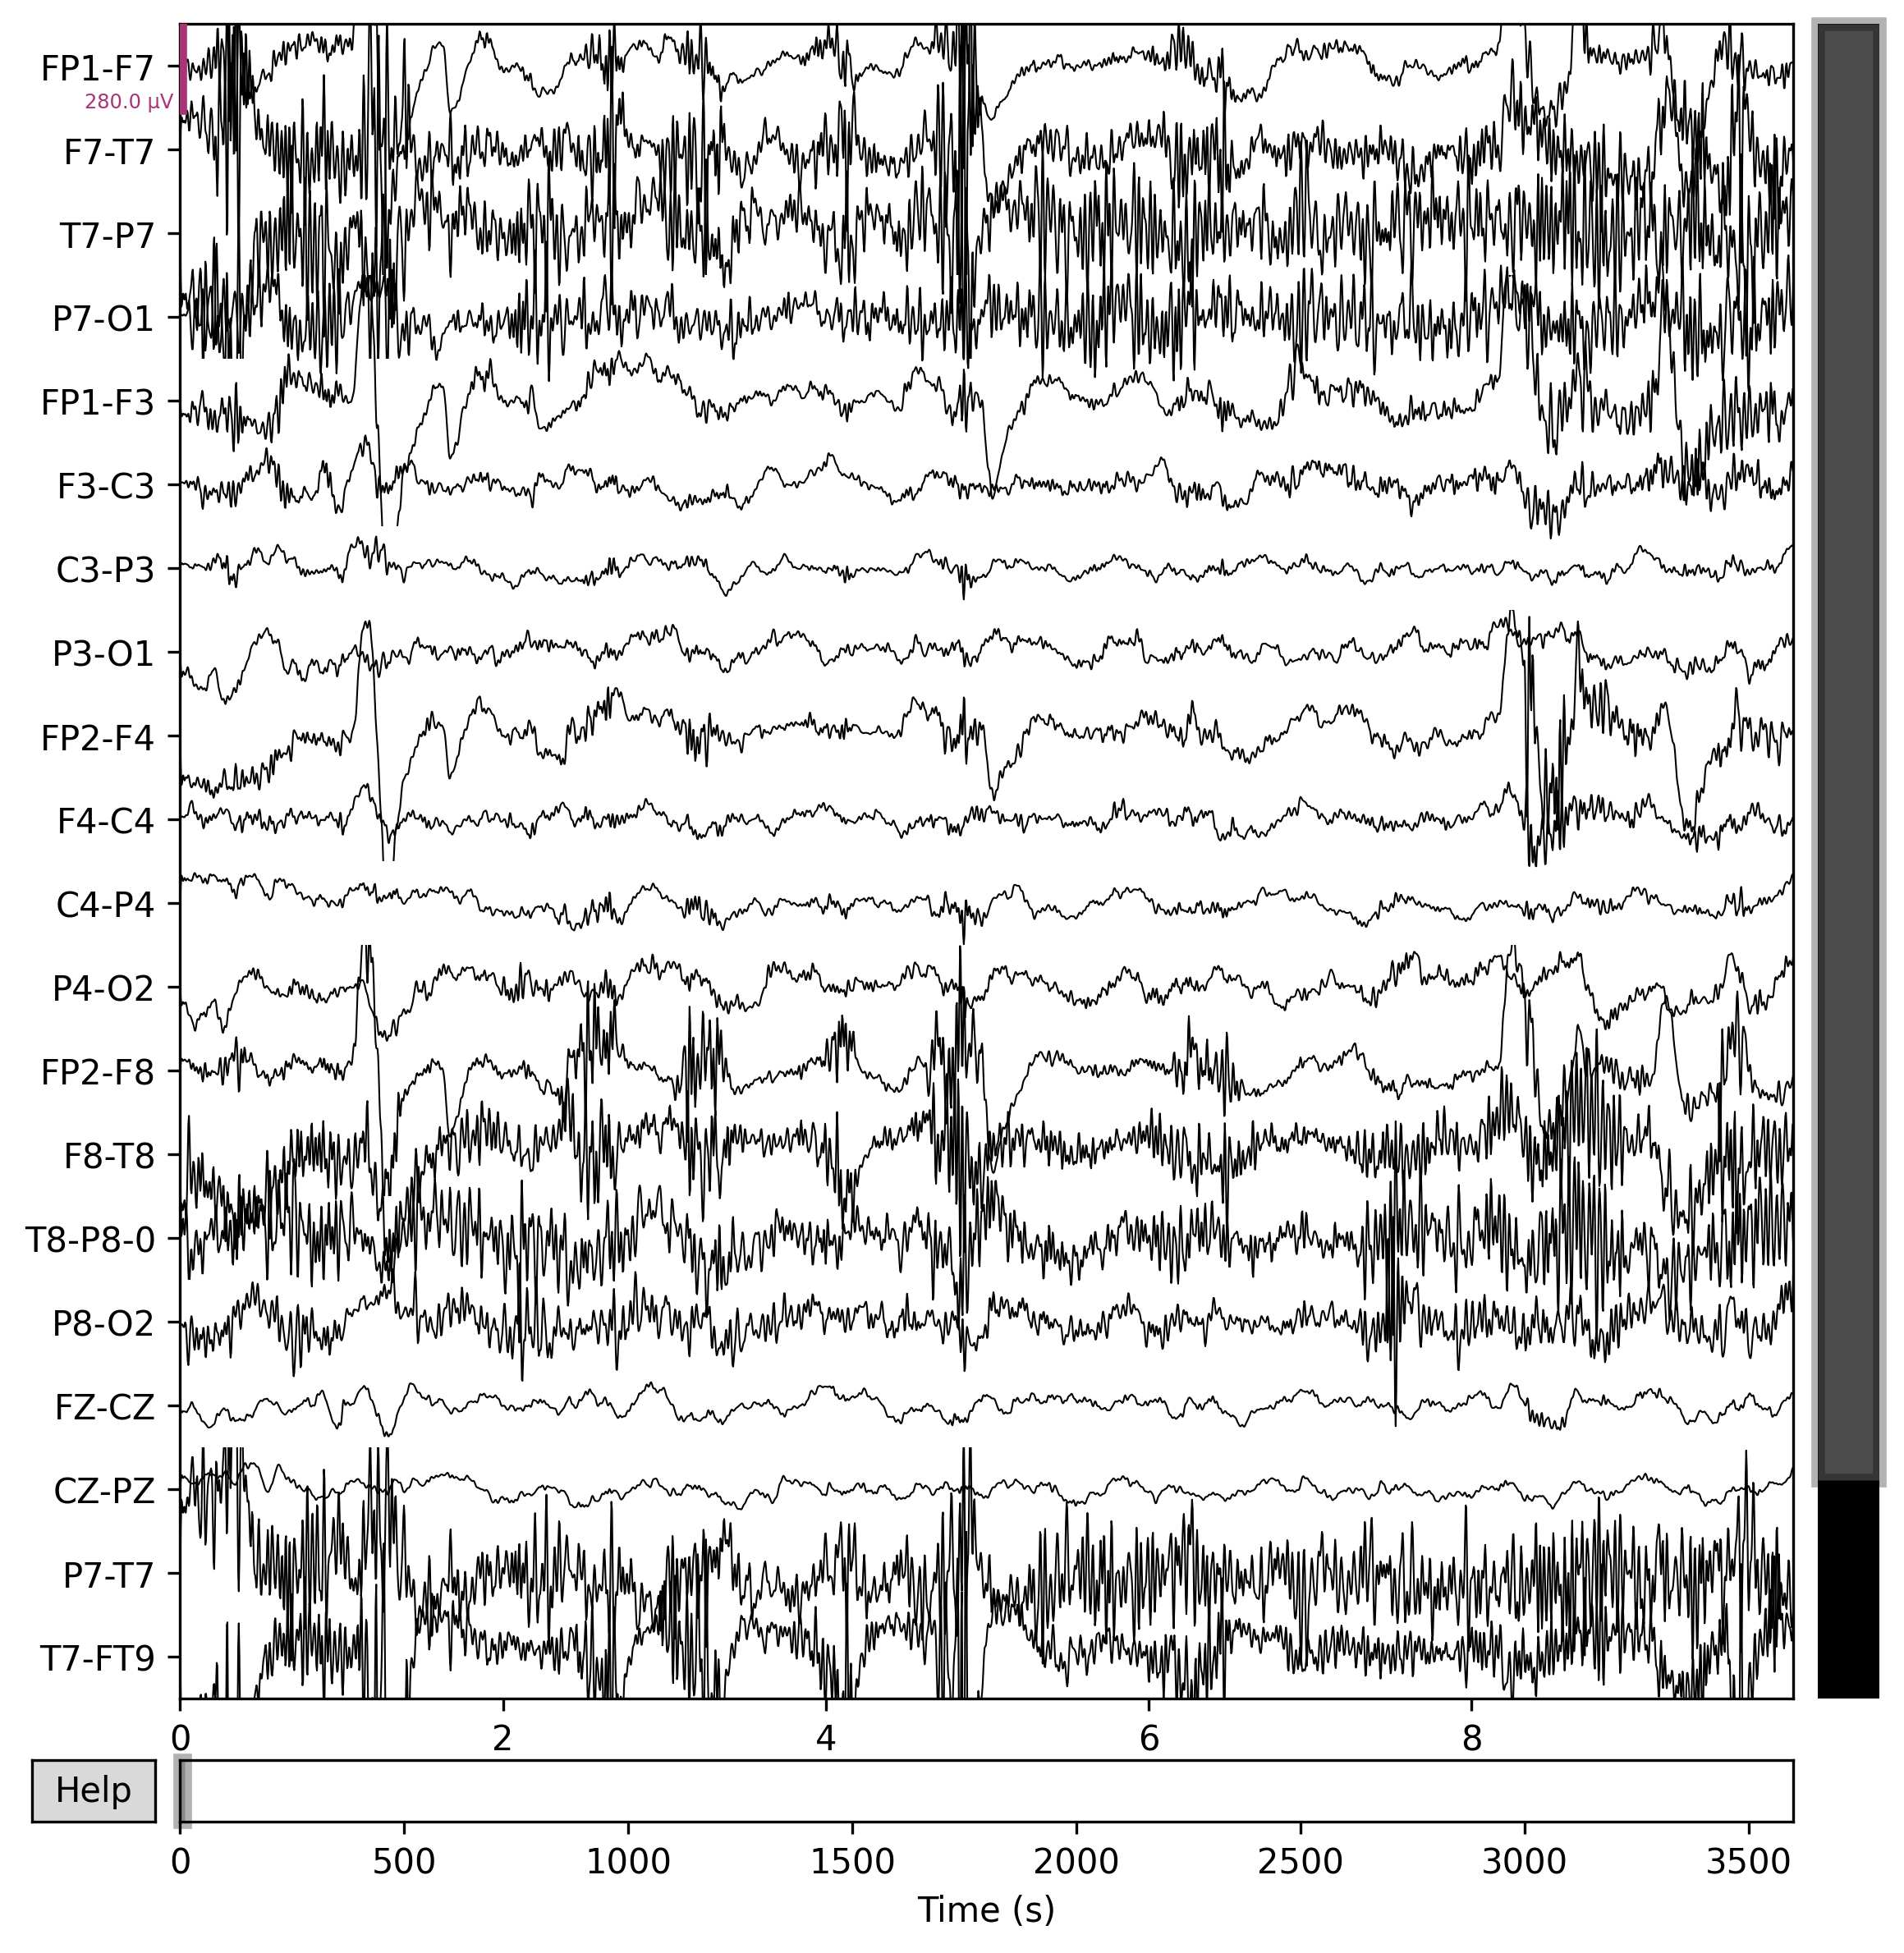 FP1-F7
280.0 µV
F7-T7
T7-P7
P7-O1
FP1-F3
F3-C3
C3-P3
P3-O1
FP2-F4
F4-C4
C4-P4
P4-O2
FP2-F8
F8-T8
T8-P8-0
P8-O2
FZ-CZ
CZ-PZ
P7-T7
T7-FT9
0 2 4 6 8
Help
0 500 1000 1500 2000 2500 3000 3500
Time (s)